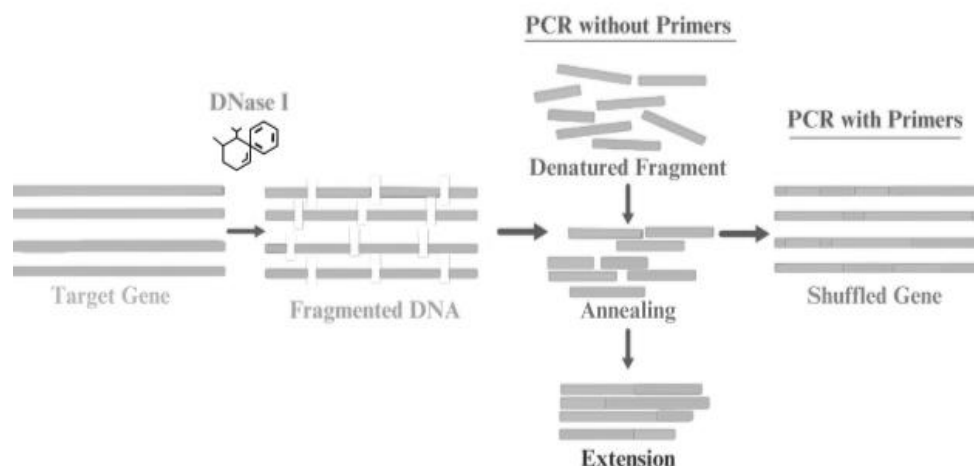 PCR without Primers
DNase I
PCR with Primers
Denatured Fragment
Target Gene
Fragmented DNA
Annealing
Shuffled Gene
Extension